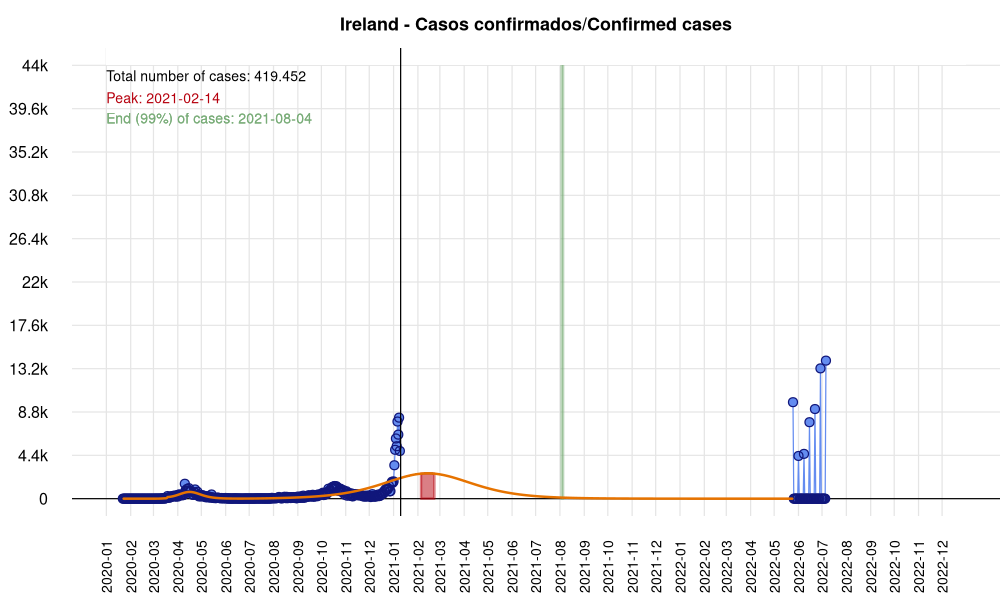 Ireland - Casos confirmados/Confirmed cases
44k
Total number of cases: 419.452
Peak: 2021-02-14
39.6k
End (99%) of cases: 2021-08-04
35.2k
30.8k
26.4k
22k
17.6k
13.2k
8.8k
4.4k
0
2020-01
2020-02
2020-03
2020-04
2020-05
2020-06
2020-07
2020-08
2020-09
2020-10
2020-11
2020-12
2021-01
2021-02
2021-03
2021-04
2021-05
2021-06
2021-07
2021-08
2021-09
2021-10
2021-11
2021-12
2022-01
2022-02
2022-03
2022-04
2022-05
2022-06
2022-07
2022-08
2022-09
2022-10
2022-11
2022-12